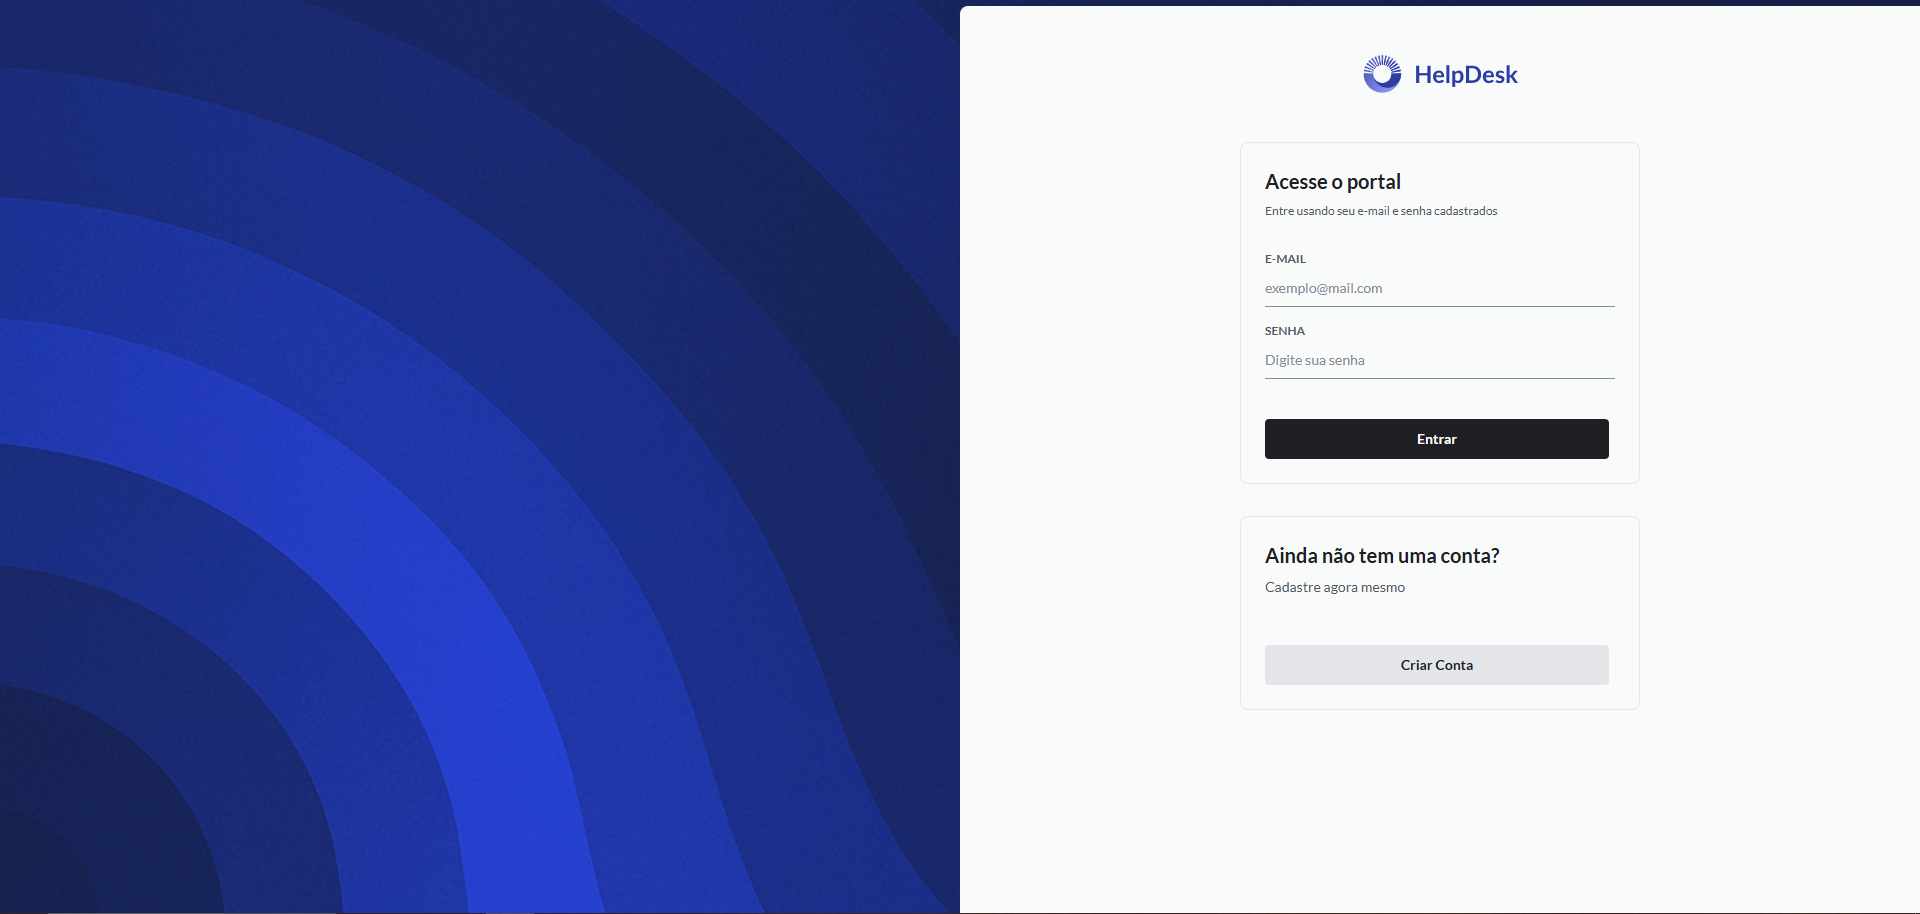 HelpDesk
Acesse o portal
Entre usando seu e-mail e senha cadastrados
E-MAIL
exemplo@mail.com
SENHA
Digite sua senha
Entrar
Ainda não tem uma conta?
Cadastre agora mesmo
Criar Conta